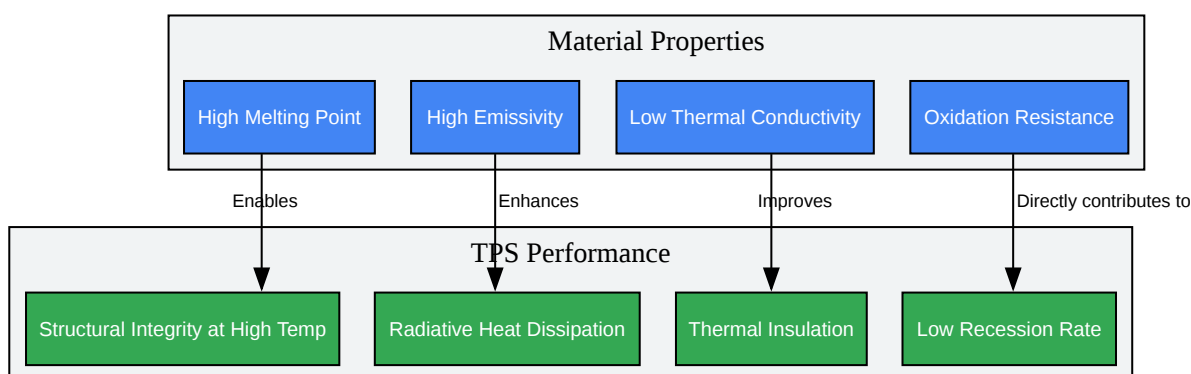 Material Properties
High Melting Point
High Emissivity
Low Thermal Conductivity
Oxidation Resistance
Enables
Enhances
Improves
Directly contributes to
TPS Performance
Structural Integrity at High Temp
Radiative Heat Dissipation
Thermal Insulation
Low Recession Rate